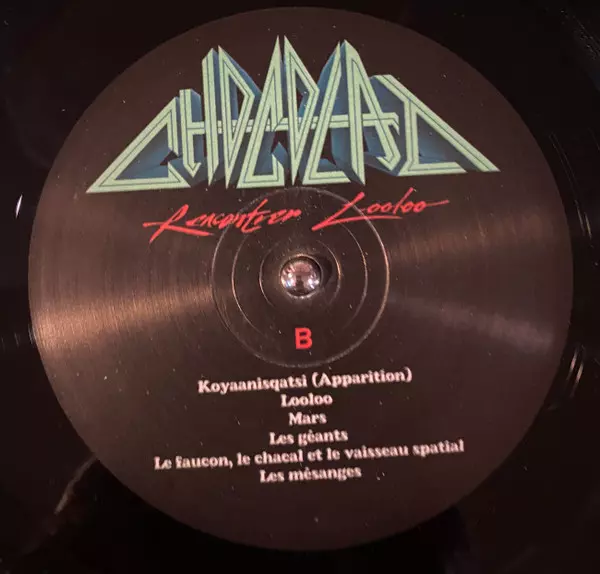 CHOCOLAT
Rencontrer Looloo
B
Koyaanisqatsi (Apparition)
Looloo
Mars
Les géants
Le faucon, le chacal et le vaisseau spatial
Les mésanges